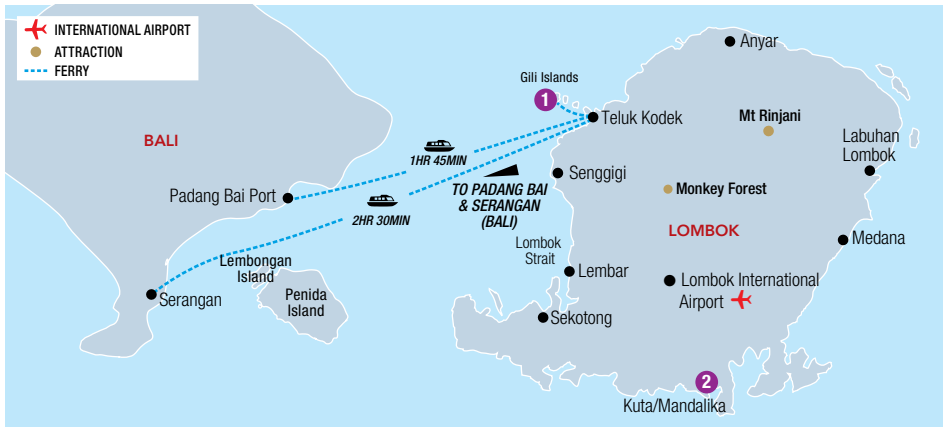 INTERNATIONAL AIRPORT
ATTRACTION
FERRY
Anyar
Gili Islands
1
Teluk Kodek
Mt Rinjani
BALI
1HR 45MIN
Labuhan
Lombok
Senggigi
Padang Bai Port
TO PADANG BAI
& SERANGAN
(BALI)
Monkey Forest
2HR 30MIN
LOMBOK
Medana
Lombok
Strait
Lembongan
Island
Lembar
Lombok International
Airport
Serangan
Penida
Island
Sekotong
2
Kuta/Mandalika